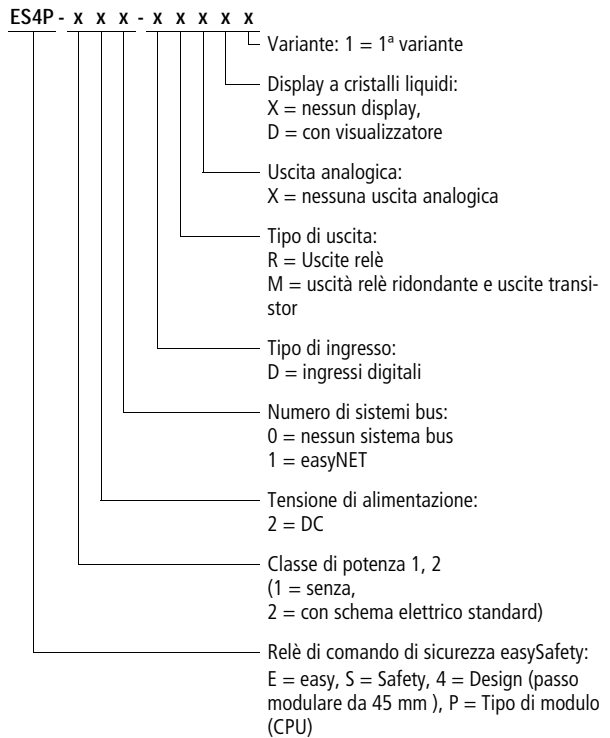 ES4P - x x x - x x x x x
Variante: 1 = 1ª variante
Display a cristalli liquidi:
X = nessun display,
D = con visualizzatore
Uscita analogica:
X = nessuna uscita analogica
Tipo di uscita:
R = Uscite relè
M = uscità relè ridondante e uscite transi-
stor
Tipo di ingresso:
D = ingressi digitali
Numero di sistemi bus:
0 = nessun sistema bus
1 = easyNET
Tensione di alimentazione:
2 = DC
Classe di potenza 1, 2
(1 = senza,
2 = con schema elettrico standard)
Relè di comando di sicurezza easySafety:
E = easy, S = Safety, 4 = Design (passo
modulare da 45 mm ), P = Tipo di modulo
(CPU)